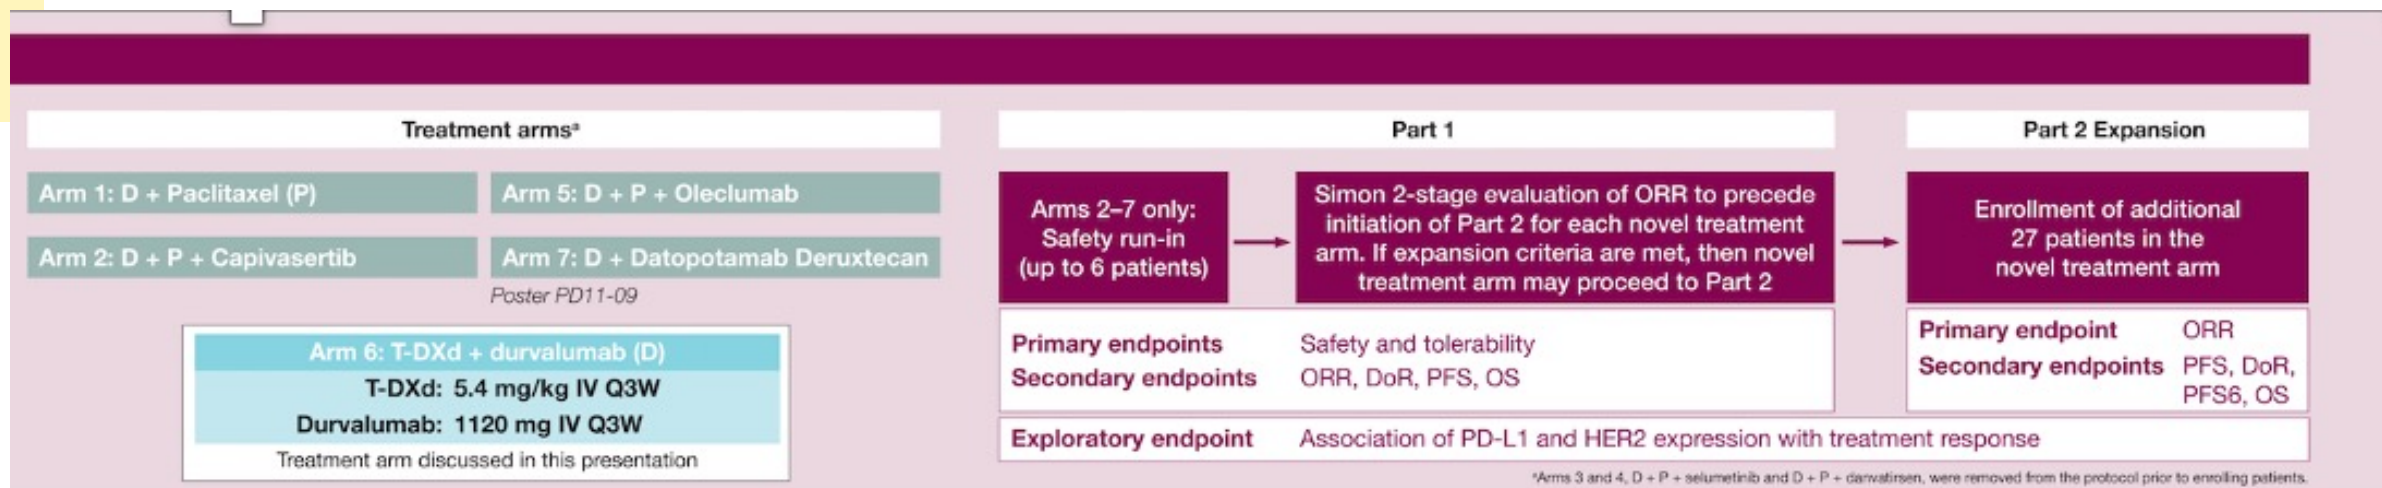 Treatment armsᵃ
Arm 1: D + Paclitaxel (P)
Arm 5: D + P + Oleclumab
Arm 2: D + P + Capivasertib
Arm 7: D + Datopotamab Deruxtecan
Poster PD11-09
Arm 6: T-DXd + durvalumab (D)
T-DXd: 5.4 mg/kg IV Q3W
Durvalumab: 1120 mg IV Q3W
Treatment arm discussed in this presentation
Part 1
Arms 2–7 only:
Safety run-in
(up to 6 patients)
Simon 2-stage evaluation of ORR to precede
initiation of Part 2 for each novel treatment
arm. If expansion criteria are met, then novel
treatment arm may proceed to Part 2
Primary endpoints Safety and tolerability
Secondary endpoints ORR, DoR, PFS, OS
Part 2 Expansion
Enrollment of additional
27 patients in the
novel treatment arm
Primary endpoint ORR
Secondary endpoints PFS, DoR,
PFS6, OS
Exploratory endpoint Association of PD-L1 and HER2 expression with treatment response
ᵃArms 3 and 4, D + P + selumetinib and D + P + danvatirsen, were removed from the protocol prior to enrolling patients.